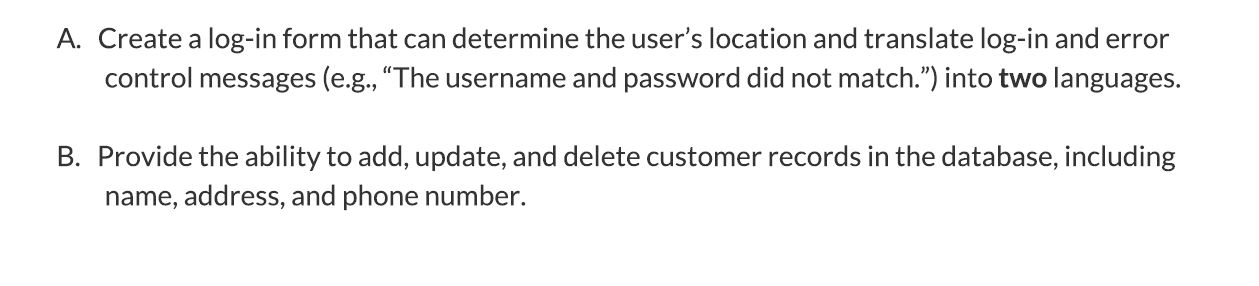 A. Create a log-in form that can determine the user’s location and translate log-in and error
control messages (e.g., “The username and password did not match.”) into two languages.
B. Provide the ability to add, update, and delete customer records in the database, including
name, address, and phone number.